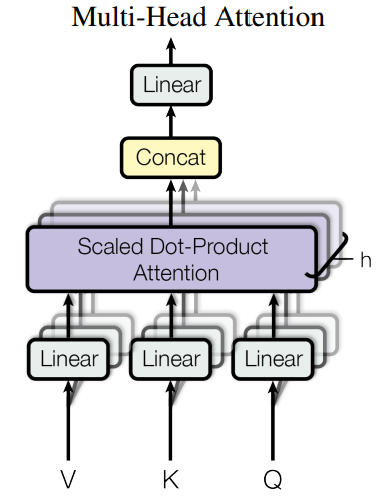 Multi-Head Attention
Linear
Concat
Scaled Dot-Product
Attention
h
Linear Linear Linear
V K Q